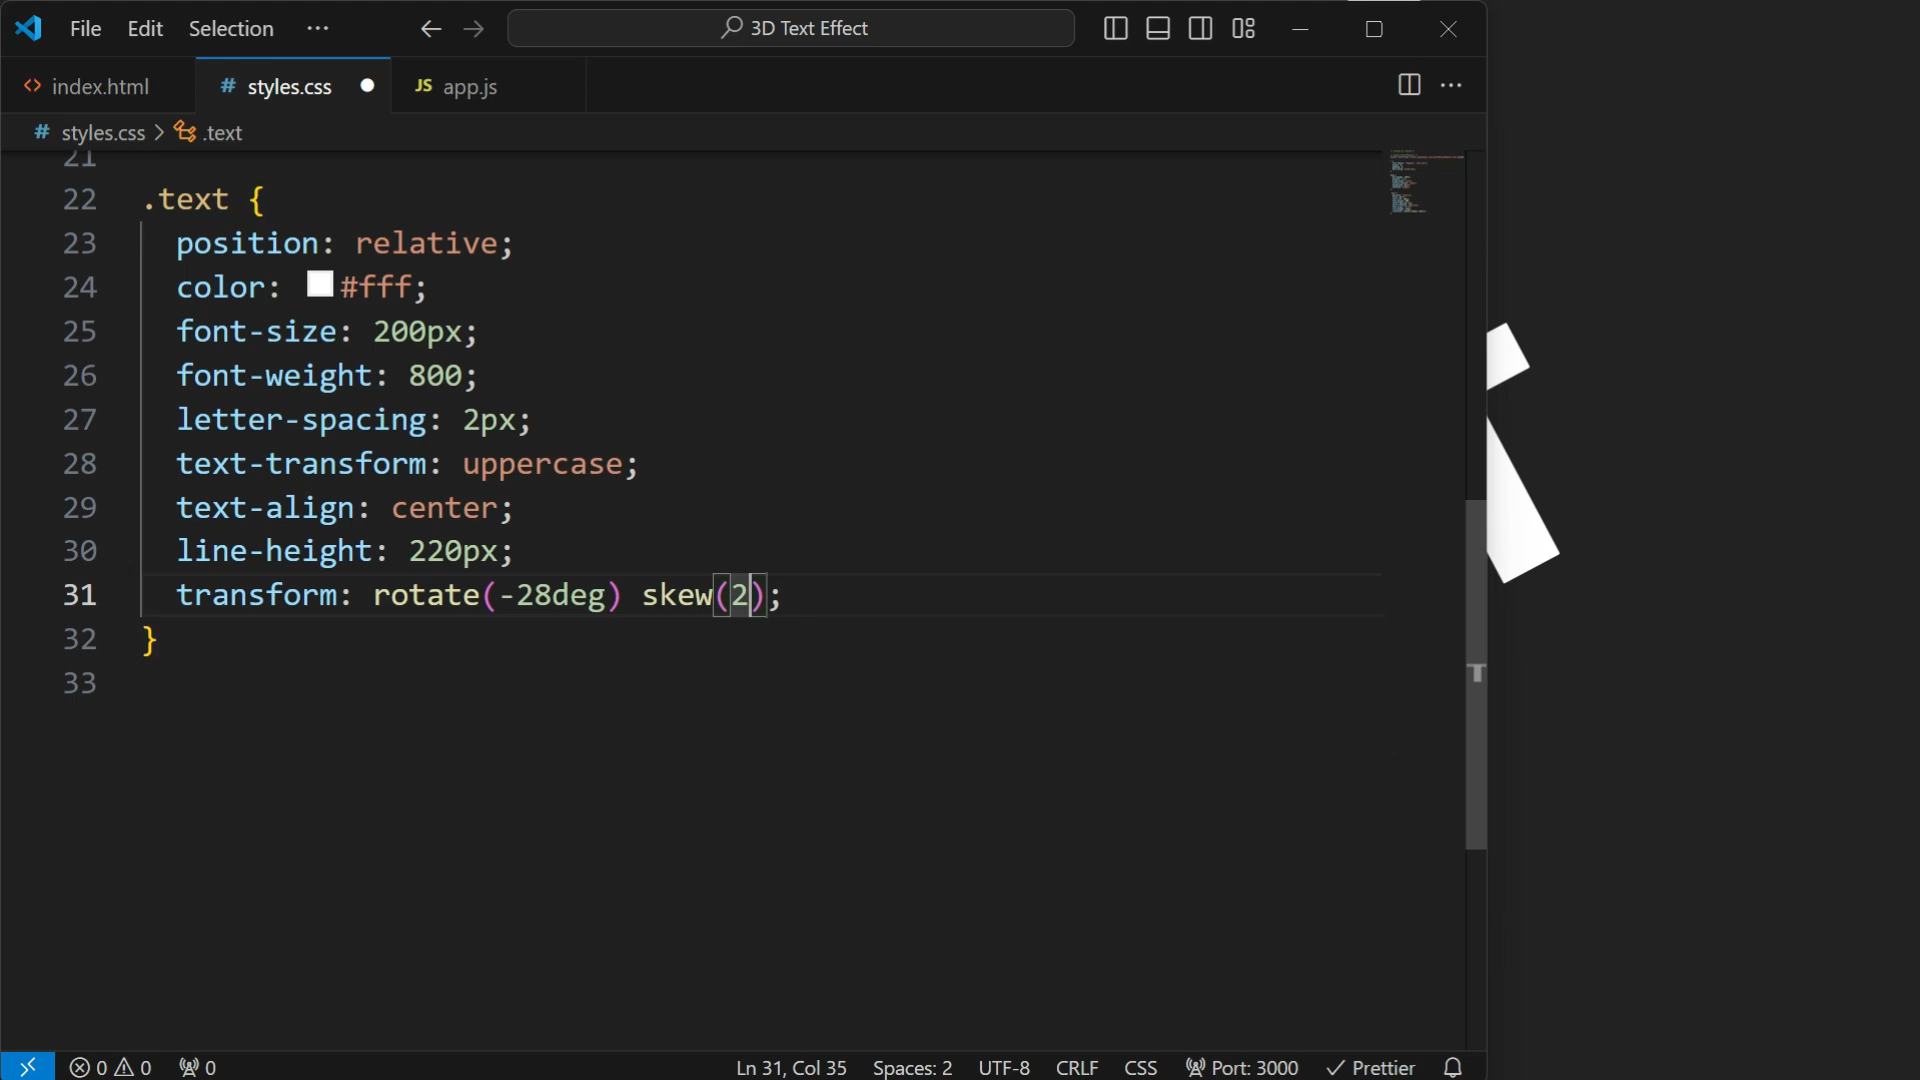 File Edit Selection ···
3D Text Effect
<> index.html
# styles.css
JS app.js
···
# styles.css > .text
21
22 .text {
23 position: relative;
24 color: #fff;
25 font-size: 200px;
26 font-weight: 800;
27 letter-spacing: 2px;
28 text-transform: uppercase;
29 text-align: center;
30 line-height: 220px;
31 transform: rotate(-28deg) skew(2);
32 }
33
0 0 0 Ln 31, Col 35 Spaces: 2 UTF-8 CRLF CSS Port: 3000 Prettier